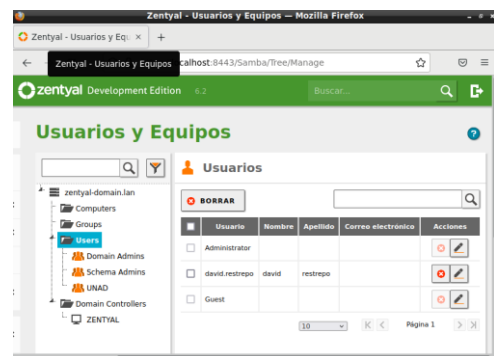 Zentyal - Usuarios y Equipos — Mozilla Firefox
Zentyal - Usuarios y Equ
Zentyal - Usuarios y Equipos
calhost:8443/Samba/Tree/Manage
zentyal Development Edition 6.2
Buscar...
Usuarios y Equipos
zentyal-domain.lan
Computers
Groups
Users
Domain Admins
Schema Admins
UNAD
Domain Controllers
ZENTYAL
Usuarios
BORRAR
Usuario Nombre Apellido Correo electrónico Acciones
Administrator
david.restrepo david restrepo
Guest
10 Página 1